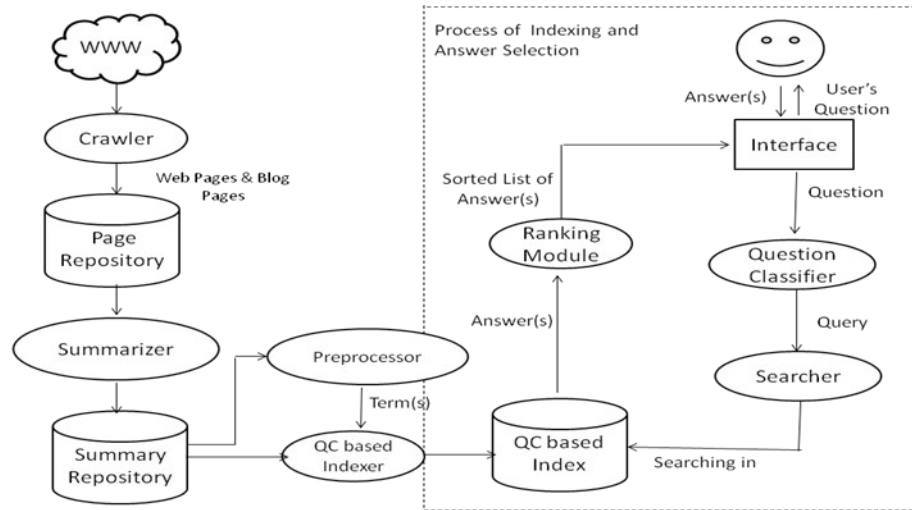 WWW
Crawler
Web Pages & Blog
Pages
Page
Repository
Summarizer
Summary
Repository
Preprocessor
Term(s)
QC based
Indexer
Process of Indexing and
Answer Selection
Answer(s)
User's
Question
Interface
Sorted List of
Answer(s)
Ranking
Module
Answer(s)
Question
Question
Classifier
Query
Searcher
QC based
Index
Searching in